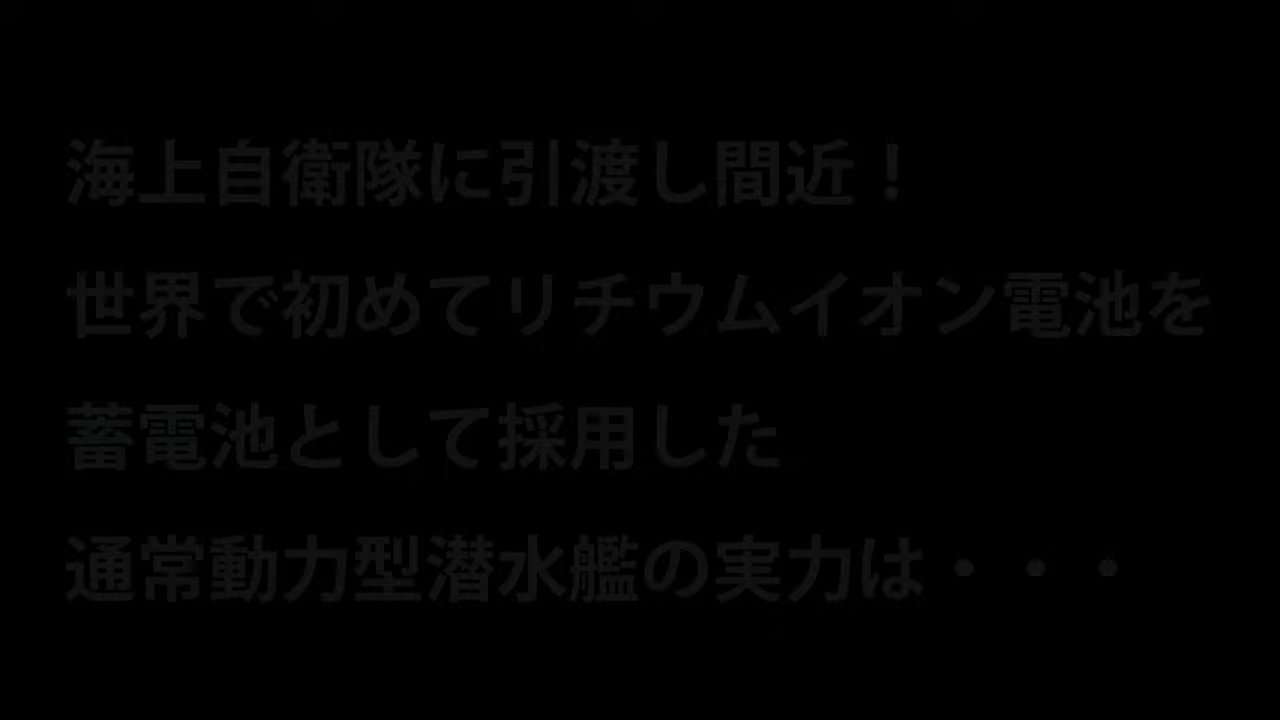 海上自衛隊に引渡し間近！
世界で初めてリチウムイオン電池を
蓄電池として採用した
通常動力型潜水艦の実力は・・・